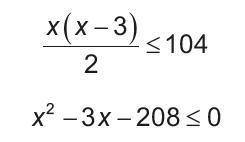 x(x − 3)/2 ≤ 104
x² − 3x − 208 ≤ 0